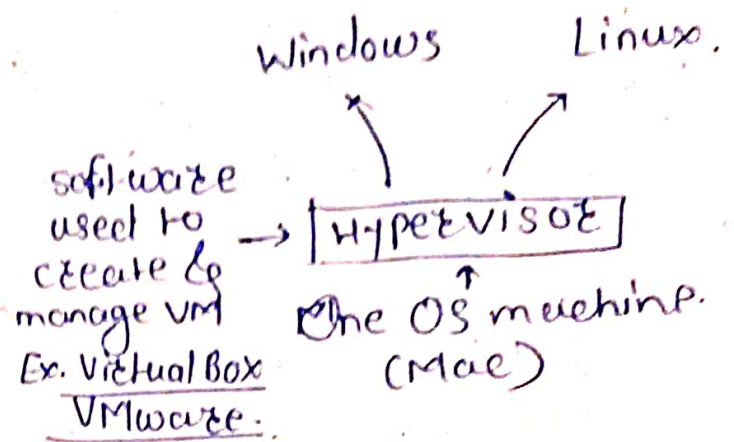 Windows Linux.
software
used to
create &
manage VM
Ex. VirtualBox
VMware.
Hypervisor
One OS machine.
(Mac)